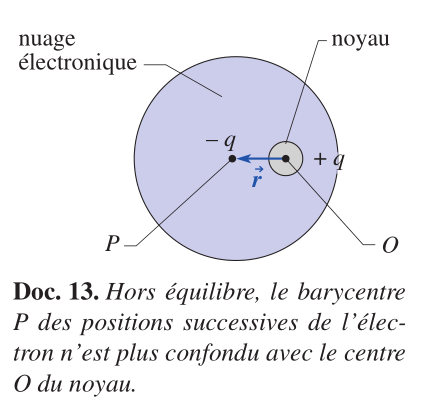 nuage
électronique
noyau
– q
+ q
r
P
O
Doc. 13. Hors équilibre, le barycentre
P des positions successives de l'élec-
tron n'est plus confondu avec le centre
O du noyau.